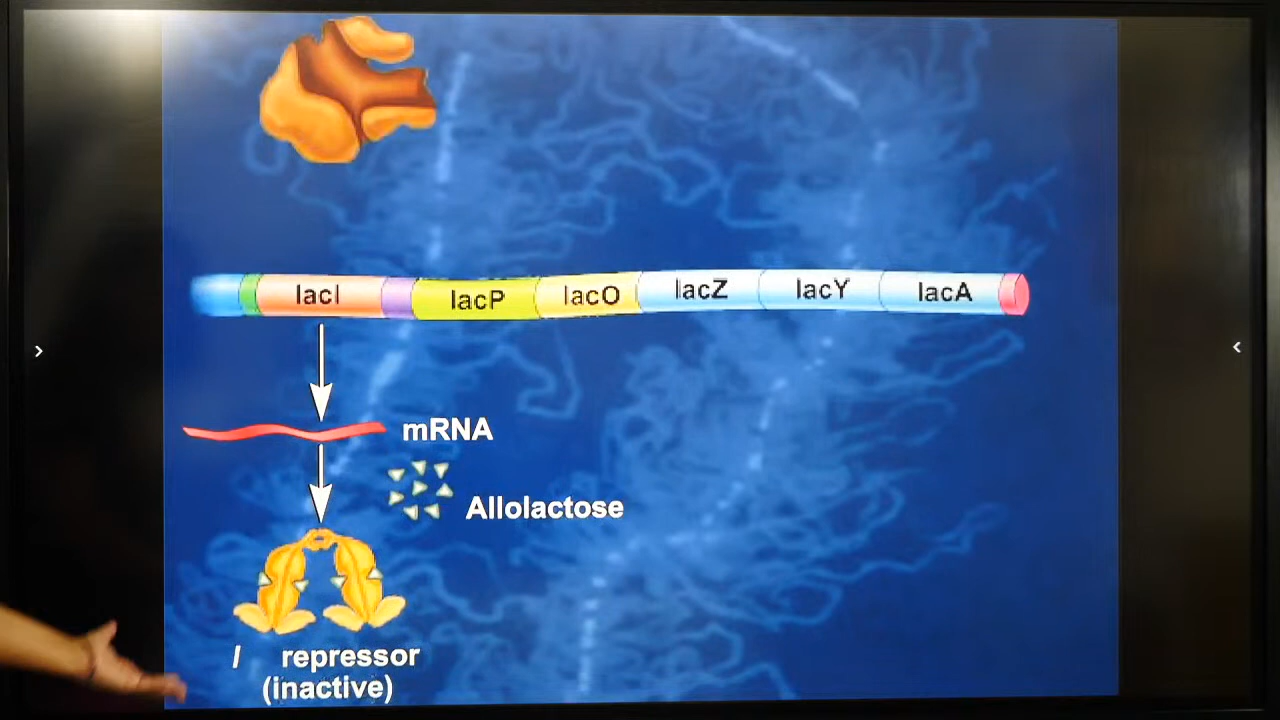 lacI
lacP
lacO
lacZ
lacY
lacA
mRNA
Allolactose
I repressor
(inactive)